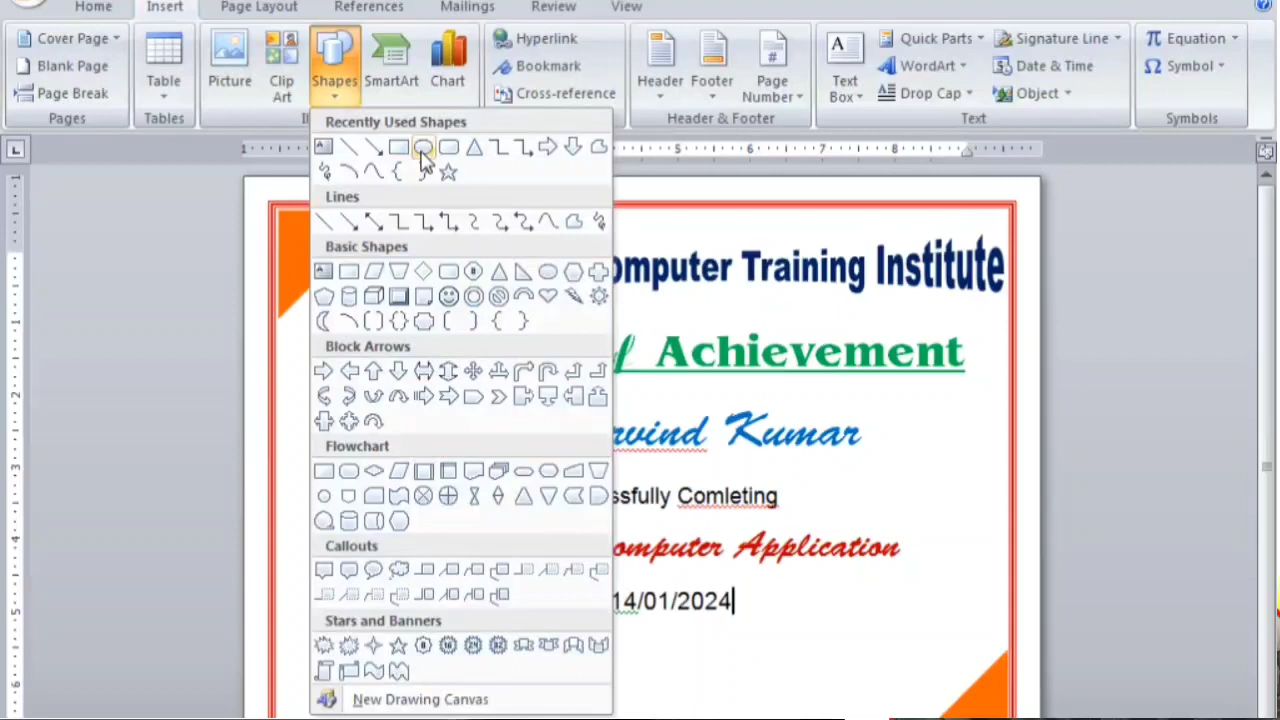 Home Insert Page Layout References Mailings Review View
Cover Page
Blank Page
Page Break
Pages
Table
Tables
Picture
Clip Art
Shapes
SmartArt
Chart
Hyperlink
Bookmark
Cross-reference
Header
Footer
Page Number
Header & Footer
Text Box
Quick Parts
WordArt
Drop Cap
Signature Line
Date & Time
Object
Text
Equation
Symbol
Symbols
Recently Used Shapes
Lines
Basic Shapes
Block Arrows
Flowchart
Callouts
Stars and Banners
New Drawing Canvas
omputer Training Institute
f Achievement
rvind Kumar
ssfully Comleting
omputer Application
14/01/2024